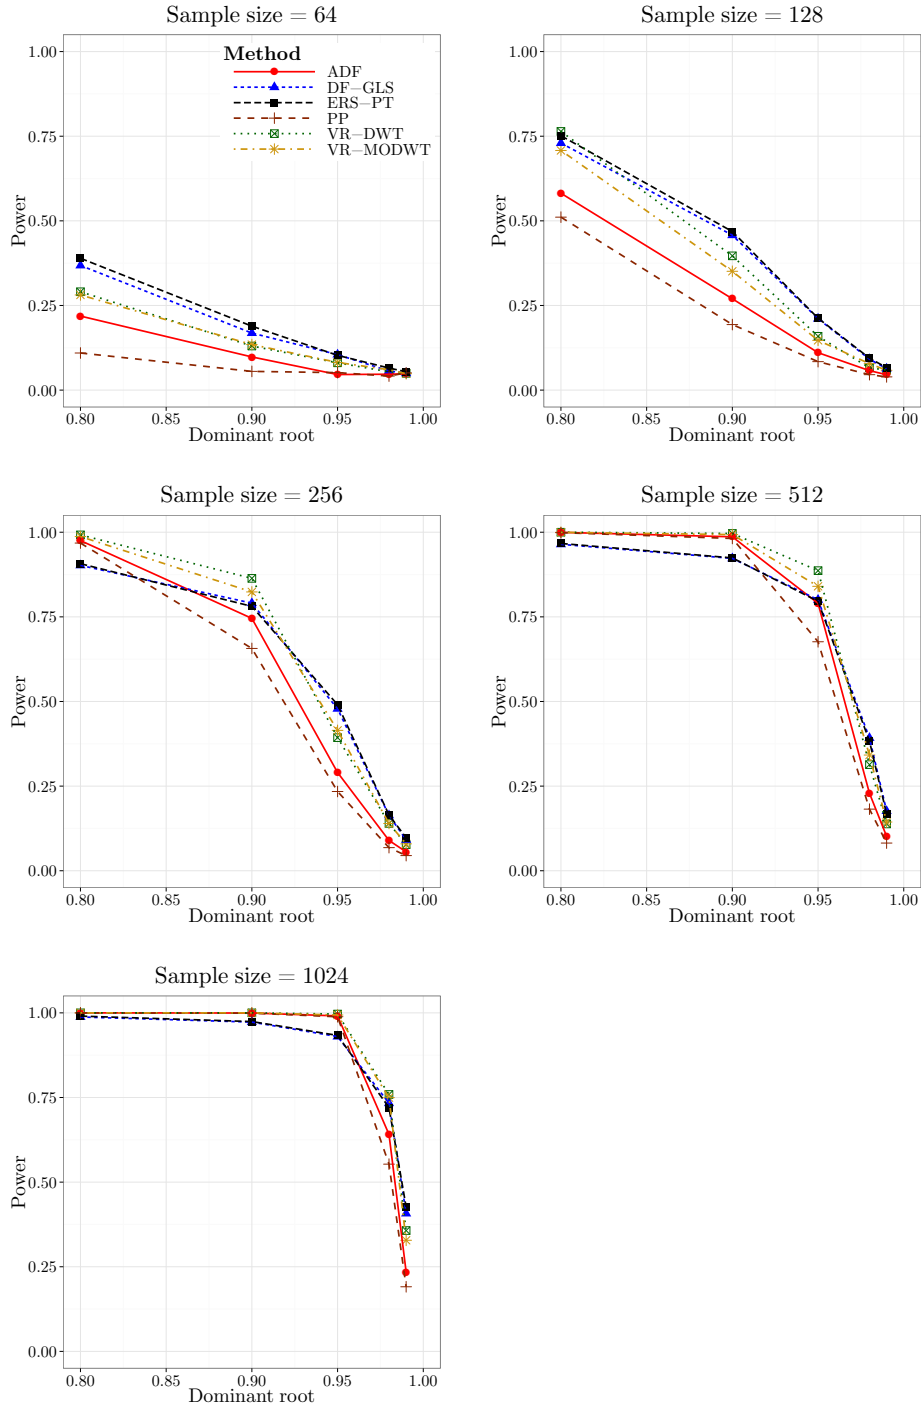 Sample size = 64
1.00
0.75
0.50
0.25
0.00
Power
Method
ADF
DF−GLS
ERS−PT
PP
VR−DWT
VR−MODWT
0.80 0.85 0.90 0.95 1.00
Dominant root
Sample size = 128
1.00
0.75
0.50
0.25
0.00
Power
0.80 0.85 0.90 0.95 1.00
Dominant root
Sample size = 256
1.00
0.75
0.50
0.25
0.00
Power
0.80 0.85 0.90 0.95 1.00
Dominant root
Sample size = 512
1.00
0.75
0.50
0.25
0.00
Power
0.80 0.85 0.90 0.95 1.00
Dominant root
Sample size = 1024
1.00
0.75
0.50
0.25
0.00
Power
0.80 0.85 0.90 0.95 1.00
Dominant root